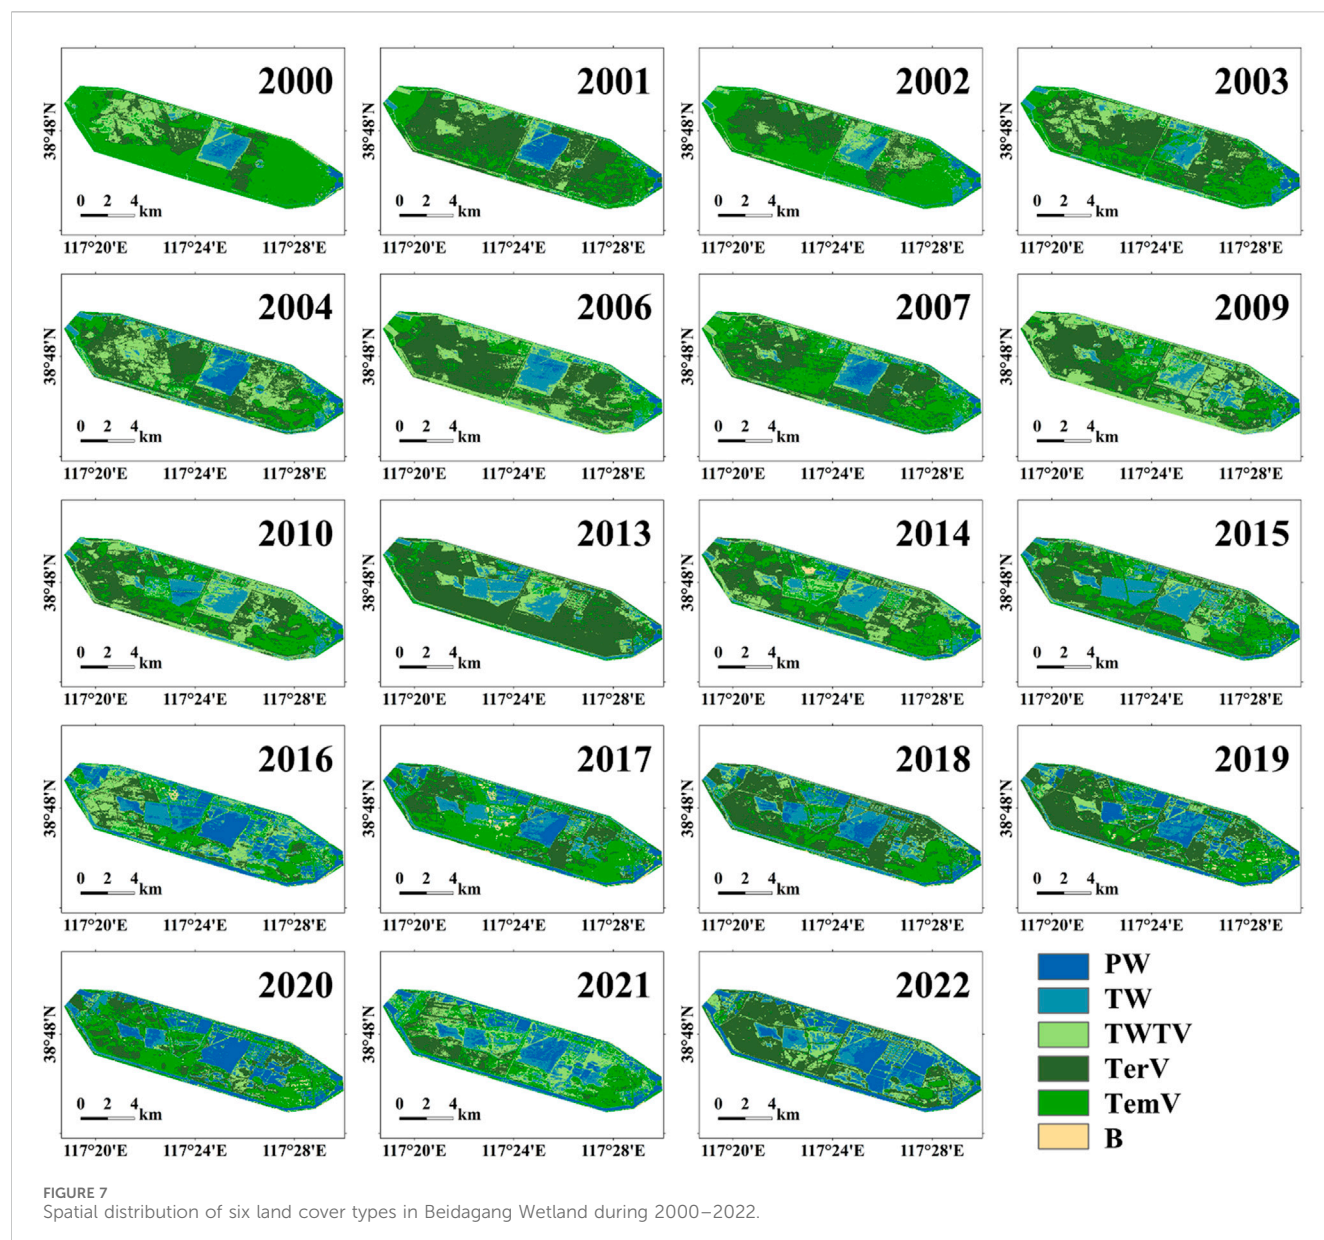 2000
2001
2002
2003
38°48'N
38°48'N
38°48'N
38°48'N
0 2 4 km
0 2 4 km
0 2 4 km
0 2 4 km
117°20'E 117°24'E 117°28'E
117°20'E 117°24'E 117°28'E
117°20'E 117°24'E 117°28'E
117°20'E 117°24'E 117°28'E
2004
2006
2007
2009
38°48'N
38°48'N
38°48'N
38°48'N
0 2 4 km
0 2 4 km
0 2 4 km
0 2 4 km
117°20'E 117°24'E 117°28'E
117°20'E 117°24'E 117°28'E
117°20'E 117°24'E 117°28'E
117°20'E 117°24'E 117°28'E
2010
2013
2014
2015
38°48'N
38°48'N
38°48'N
38°48'N
0 2 4 km
0 2 4 km
0 2 4 km
0 2 4 km
117°20'E 117°24'E 117°28'E
117°20'E 117°24'E 117°28'E
117°20'E 117°24'E 117°28'E
117°20'E 117°24'E 117°28'E
2016
2017
2018
2019
38°48'N
38°48'N
38°48'N
38°48'N
0 2 4 km
0 2 4 km
0 2 4 km
0 2 4 km
117°20'E 117°24'E 117°28'E
117°20'E 117°24'E 117°28'E
117°20'E 117°24'E 117°28'E
117°20'E 117°24'E 117°28'E
2020
2021
2022
38°48'N
38°48'N
38°48'N
0 2 4 km
0 2 4 km
0 2 4 km
117°20'E 117°24'E 117°28'E
117°20'E 117°24'E 117°28'E
117°20'E 117°24'E 117°28'E
PW
TW
TWTV
TerV
TemV
B
FIGURE 7
Spatial distribution of six land cover types in Beidagang Wetland during 2000–2022.